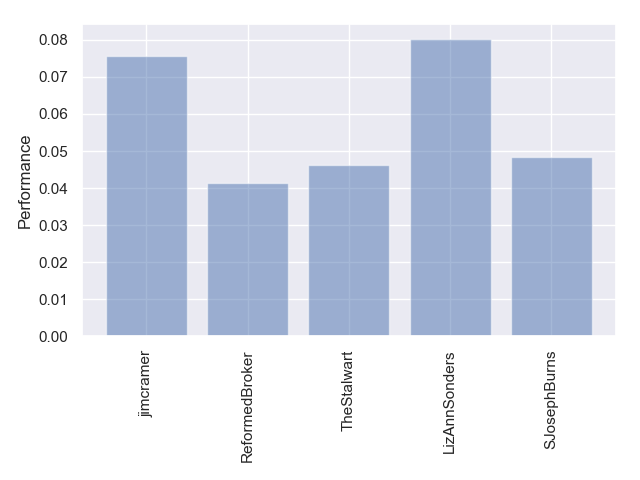 0.08
0.07
0.06
0.05
0.04
0.03
0.02
0.01
0.00
Performance
jimcramer
ReformedBroker
TheStalwart
LizAnnSonders
SJosephBurns